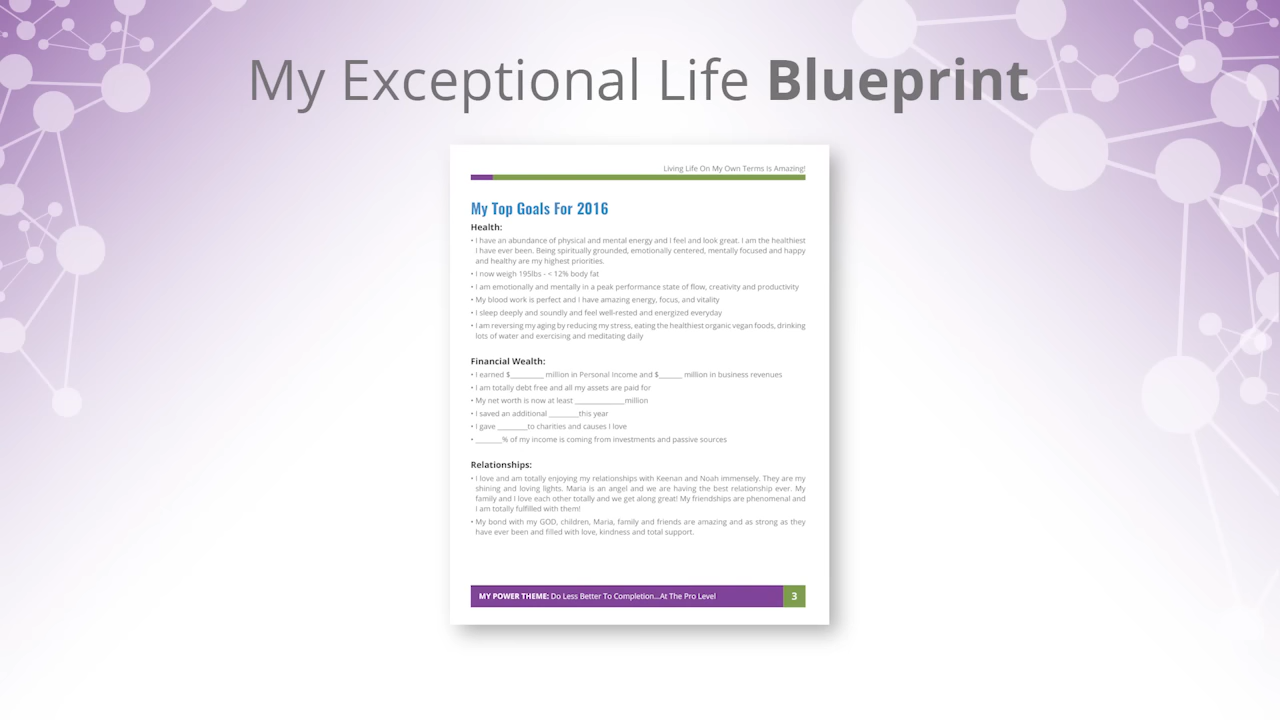 My Exceptional Life Blueprint
Living Life On My Own Terms Is Amazing!
My Top Goals For 2016
Health:
• I have an abundance of physical and mental energy and I feel and look great. I am the healthiest
I have ever been. Being spiritually grounded, emotionally centered, mentally focused and happy
and healthy are my highest priorities.
• I now weigh 195lbs - < 12% body fat
• I am emotionally and mentally in a peak performance state of flow, creativity and productivity
• My blood work is perfect and I have amazing energy, focus, and vitality
• I sleep deeply and soundly and feel well-rested and energized everyday
• I am reversing my aging by reducing my stress, eating the healthiest organic vegan foods, drinking
lots of water and exercising and meditating daily
Financial Wealth:
• I earned $_________ million in Personal Income and $______ million in business revenues
• I am totally debt free and all my assets are paid for
• My net worth is now at least _____________million
• I saved an additional ________this year
• I gave ________to charities and causes I love
• _______% of my income is coming from investments and passive sources
Relationships:
• I love and am totally enjoying my relationships with Keenan and Noah immensely. They are my
shining and loving lights. Maria is an angel and we are having the best relationship ever. My
family and I love each other totally and we get along great! My friendships are phenomenal and
I am totally fulfilled with them!
• My bond with my GOD, children, Maria, family and friends are amazing and as strong as they
have ever been and filled with love, kindness and total support.
MY POWER THEME: Do Less Better To Completion...At The Pro Level 3